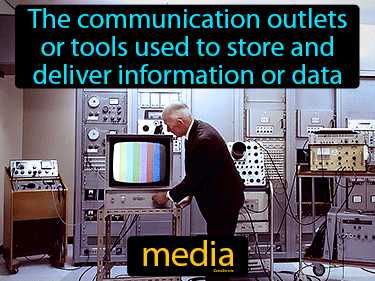 The communication outlets
or tools used to store and
deliver information or data
media